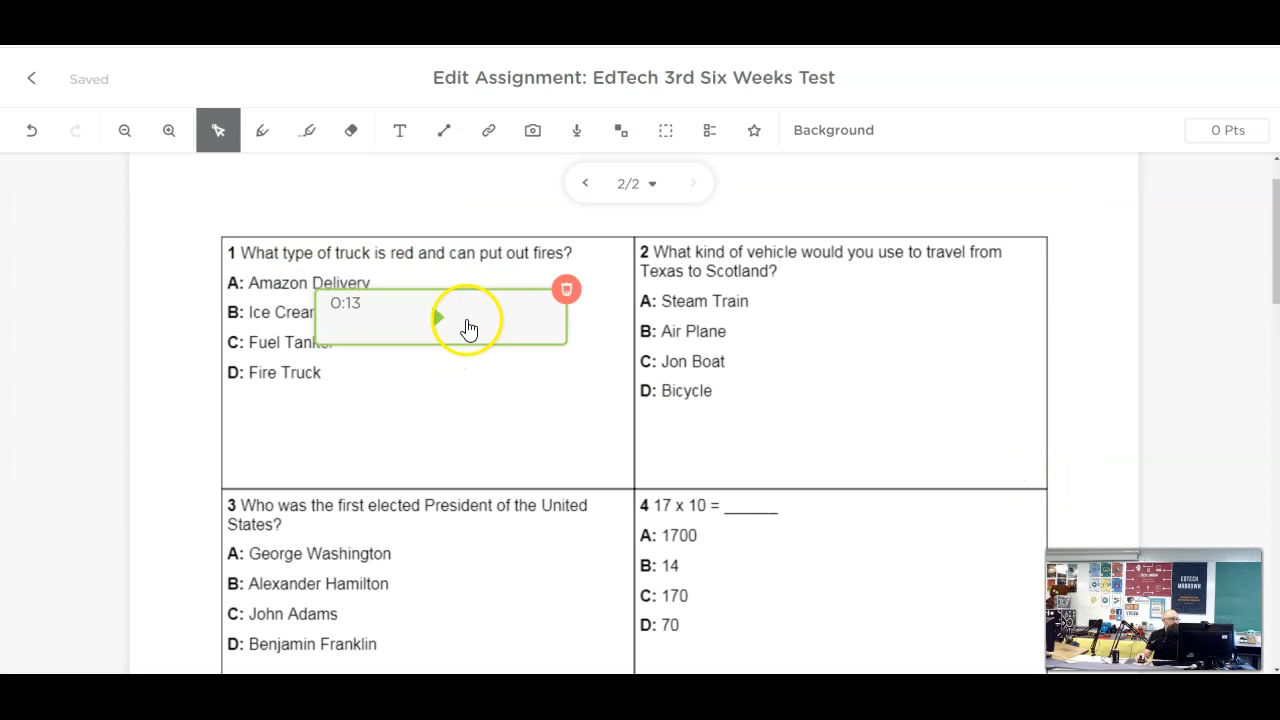 Saved
Edit Assignment: EdTech 3rd Six Weeks Test
Background
0 Pts
2/2
1 What type of truck is red and can put out fires?
A: Amazon Delivery
B: Ice Crear
C: Fuel Tanker
D: Fire Truck
0:13
2 What kind of vehicle would you use to travel from
Texas to Scotland?
A: Steam Train
B: Air Plane
C: Jon Boat
D: Bicycle
3 Who was the first elected President of the United
States?
A: George Washington
B: Alexander Hamilton
C: John Adams
D: Benjamin Franklin
4 17 x 10 = ______
A: 1700
B: 14
C: 170
D: 70
EDTECH
MRBROWN